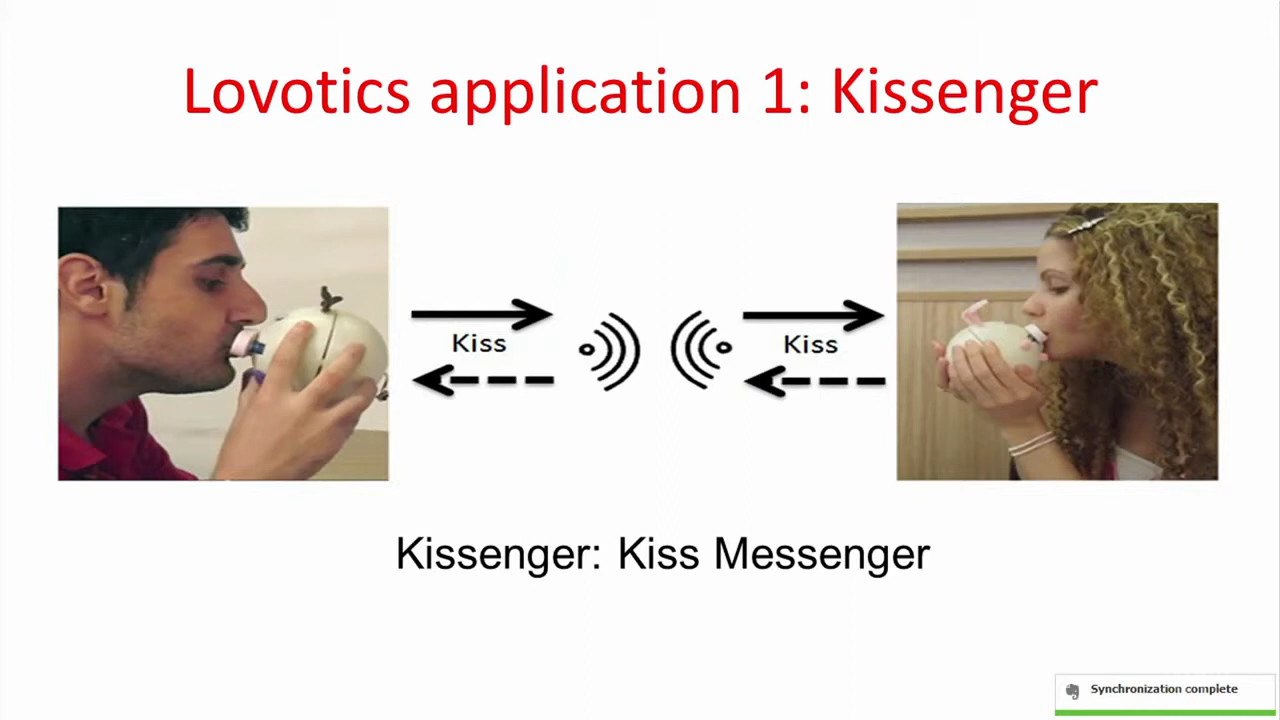 Lovotics application 1: Kissenger
Kiss
Kiss
Kissenger: Kiss Messenger
Synchronization complete